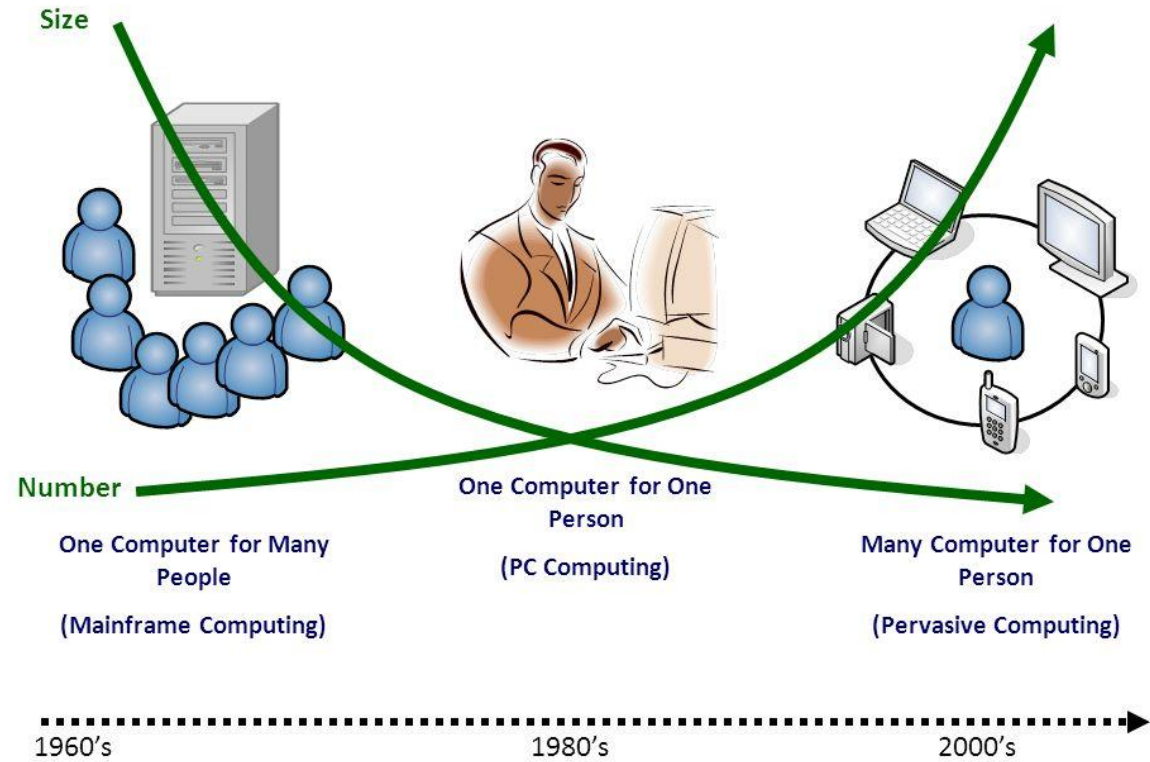 Size
Number
One Computer for Many
People
(Mainframe Computing)
One Computer for One
Person
(PC Computing)
Many Computer for One
Person
(Pervasive Computing)
1960's
1980's
2000's